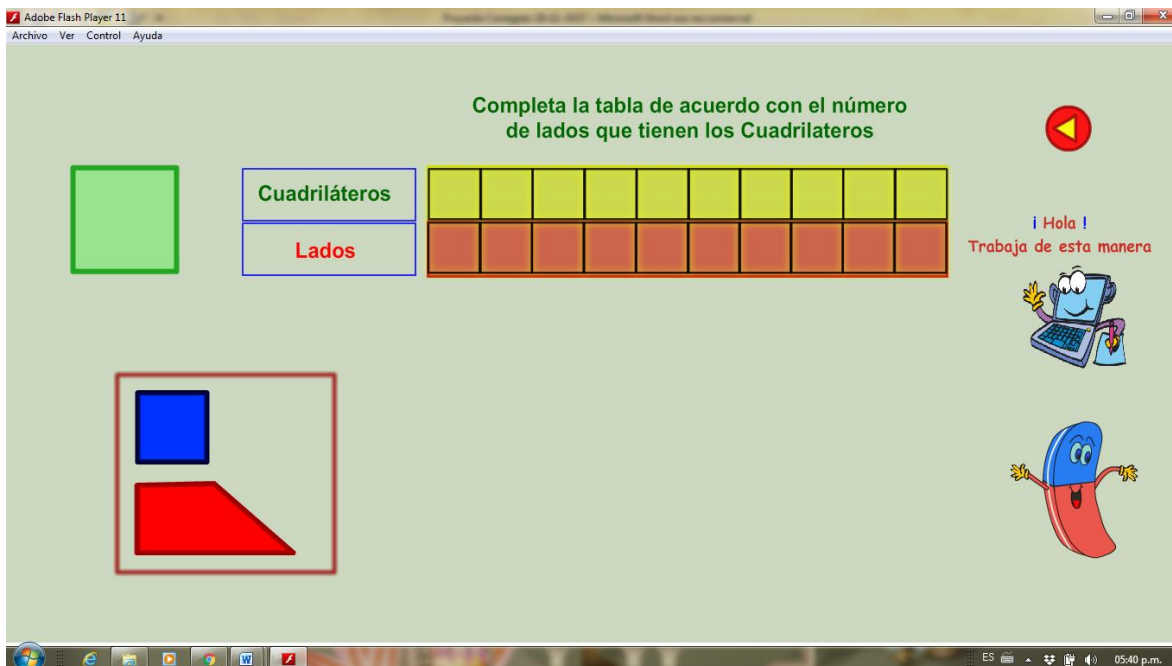 Adobe Flash Player 11
Archivo Ver Control Ayuda
Completa la tabla de acuerdo con el número
de lados que tienen los Cuadrilateros
Cuadriláteros
Lados
¡ Hola !
Trabaja de esta manera
ES
05:40 p.m.